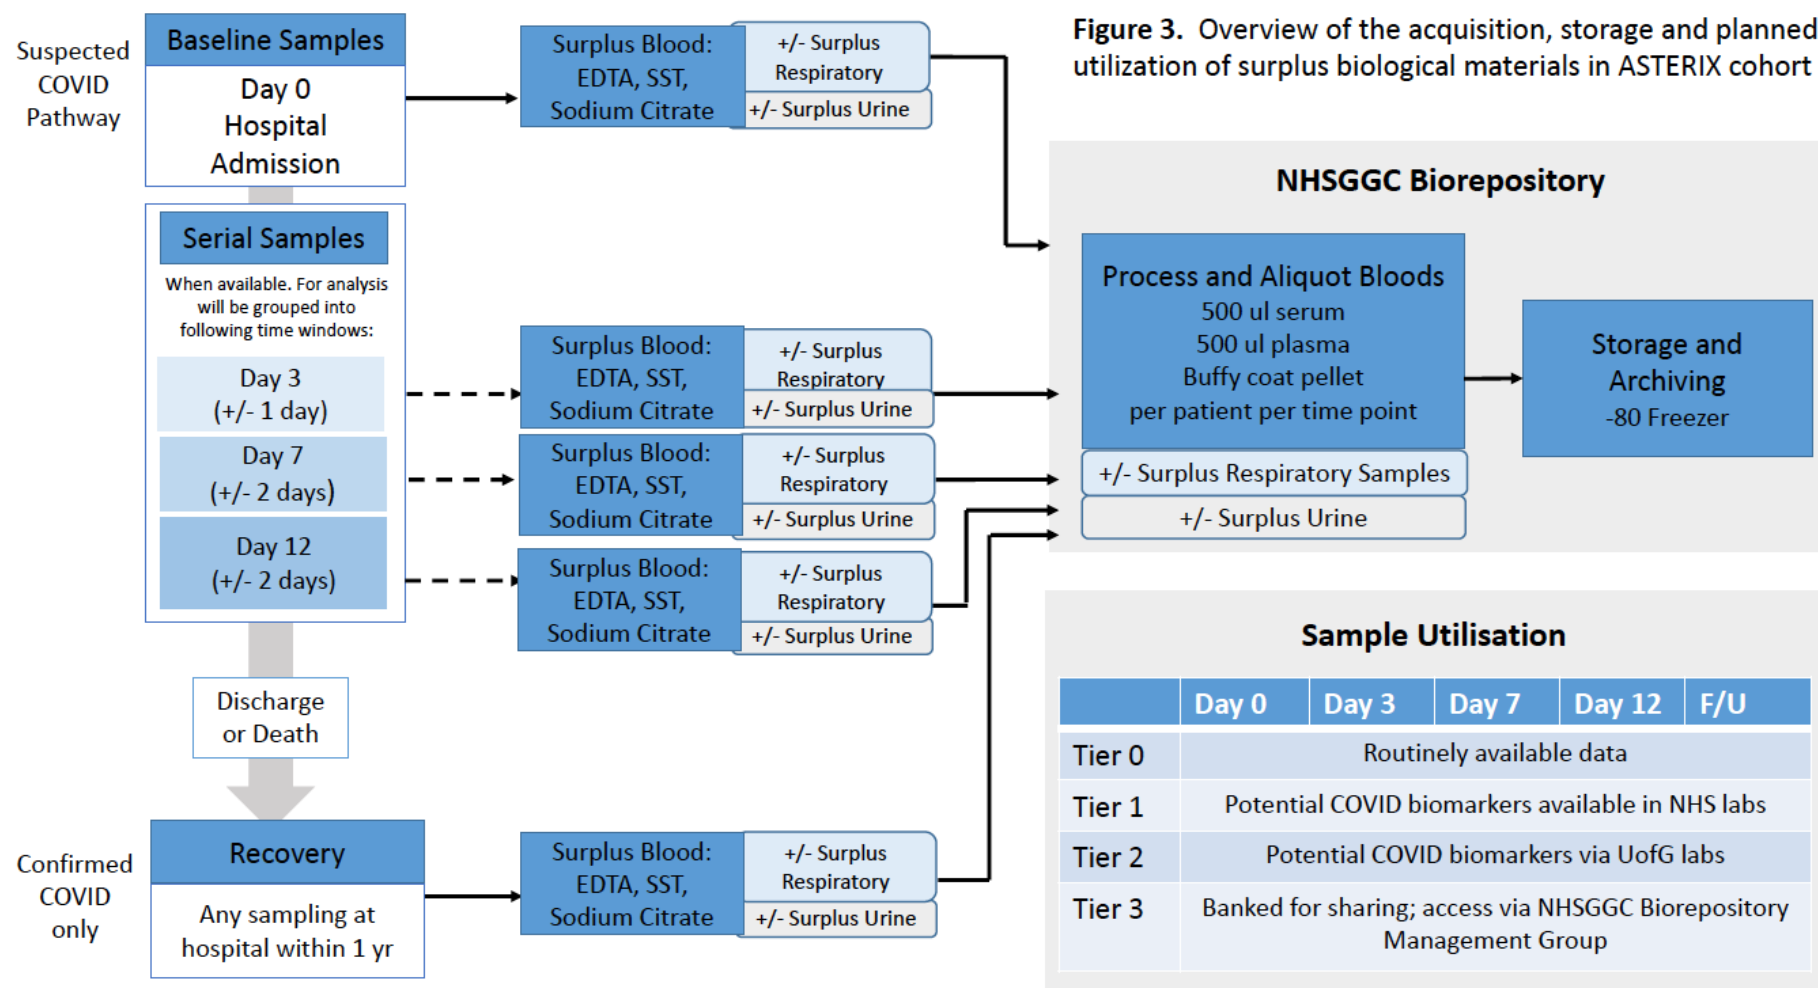 Figure 3. Overview of the acquisition, storage and planned
utilization of surplus biological materials in ASTERIX cohort
Suspected
COVID
Pathway
Baseline Samples
Day 0
Hospital
Admission
Surplus Blood:
EDTA, SST,
Sodium Citrate
+/- Surplus
Respiratory
+/- Surplus Urine
Serial Samples
When available. For analysis
will be grouped into
following time windows:
Day 3
(+/- 1 day)
Surplus Blood:
EDTA, SST,
Sodium Citrate
+/- Surplus
Respiratory
+/- Surplus Urine
Day 7
(+/- 2 days)
Surplus Blood:
EDTA, SST,
Sodium Citrate
+/- Surplus
Respiratory
+/- Surplus Urine
Day 12
(+/- 2 days)
Surplus Blood:
EDTA, SST,
Sodium Citrate
+/- Surplus
Respiratory
+/- Surplus Urine
Discharge
or Death
Confirmed
COVID
only
Recovery
Any sampling at
hospital within 1 yr
Surplus Blood:
EDTA, SST,
Sodium Citrate
+/- Surplus
Respiratory
+/- Surplus Urine
NHSGGC Biorepository
Process and Aliquot Bloods
500 ul serum
500 ul plasma
Buffy coat pellet
per patient per time point
+/- Surplus Respiratory Samples
+/- Surplus Urine
Storage and
Archiving
-80 Freezer
Sample Utilisation
Day 0 Day 3 Day 7 Day 12 F/U
Tier 0 Routinely available data
Tier 1 Potential COVID biomarkers available in NHS labs
Tier 2 Potential COVID biomarkers via UofG labs
Tier 3 Banked for sharing; access via NHSGGC Biorepository
Management Group